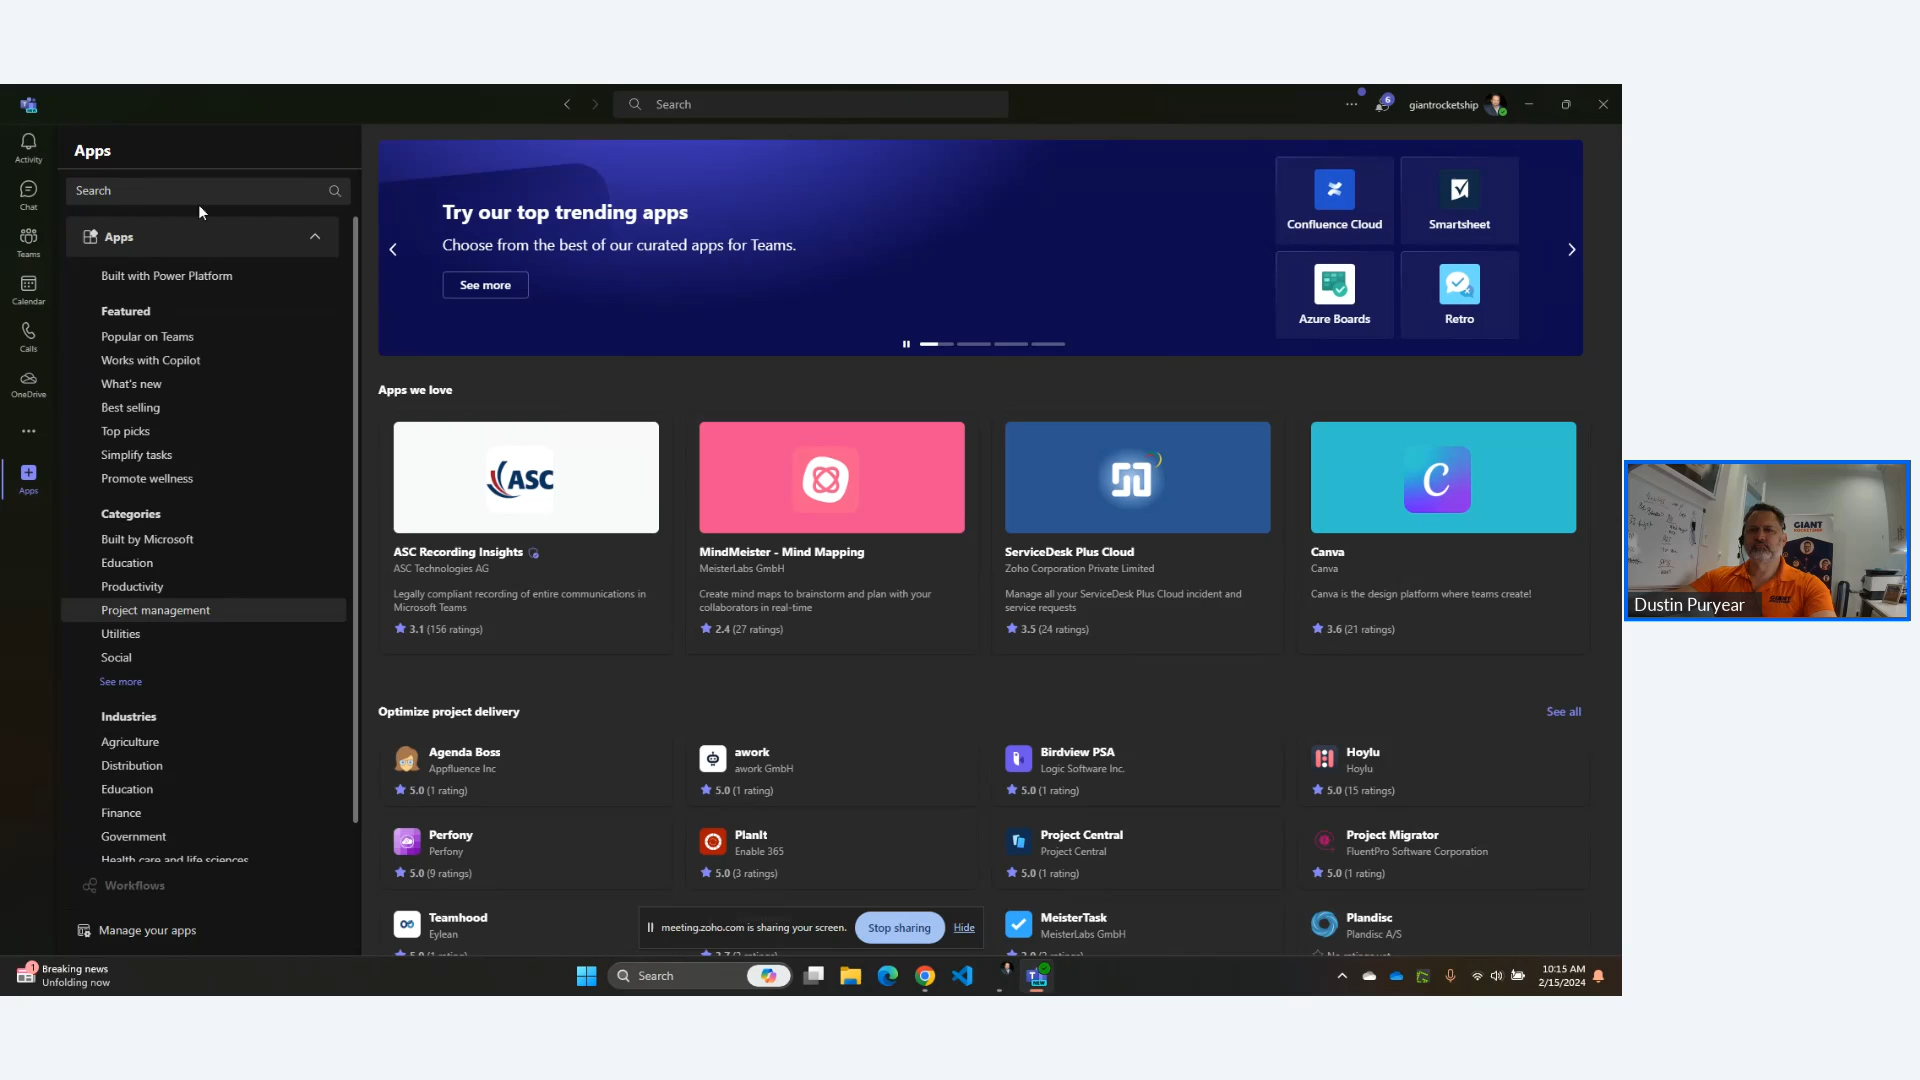 Search
6
giantrocketship
Activity
Chat
Teams
Calendar
Calls
OneDrive
Apps
Apps
Search
Apps
Built with Power Platform
Featured
Popular on Teams
Works with Copilot
What's new
Best selling
Top picks
Simplify tasks
Promote wellness
Categories
Built by Microsoft
Education
Productivity
Project management
Utilities
Social
See more
Industries
Agriculture
Distribution
Education
Finance
Government
Health care and life sciences
Workflows
Manage your apps
Try our top trending apps
Choose from the best of our curated apps for Teams.
See more
Confluence Cloud
Smartsheet
Azure Boards
Retro
Apps we love
ASC
ASC Recording Insights
ASC Technologies AG
Legally compliant recording of entire communications in
Microsoft Teams
3.1 (156 ratings)
MindMeister - Mind Mapping
MeisterLabs GmbH
Create mind maps to brainstorm and plan with your
collaborators in real-time
2.4 (27 ratings)
ServiceDesk Plus Cloud
Zoho Corporation Private Limited
Manage all your ServiceDesk Plus Cloud incident and
service requests
3.5 (24 ratings)
C
Canva
Canva
Canva is the design platform where teams create!
3.6 (21 ratings)
Optimize project delivery
See all
Agenda Boss
Appfluence Inc
5.0 (1 rating)
awork
awork GmbH
5.0 (1 rating)
Birdview PSA
Logic Software Inc.
5.0 (1 rating)
Hoylu
Hoylu
5.0 (15 ratings)
Perfony
Perfony
5.0 (9 ratings)
PlanIt
Enable 365
5.0 (3 ratings)
Project Central
Project Central
5.0 (1 rating)
Project Migrator
FluentPro Software Corporation
5.0 (1 rating)
Teamhood
Eylean
MeisterTask
MeisterLabs GmbH
Plandisc
Plandisc A/S
meeting.zoho.com is sharing your screen.
Stop sharing
Hide
GIANT
Dustin Puryear
1
Breaking news
Unfolding now
Search
NEW
10:15 AM
2/15/2024